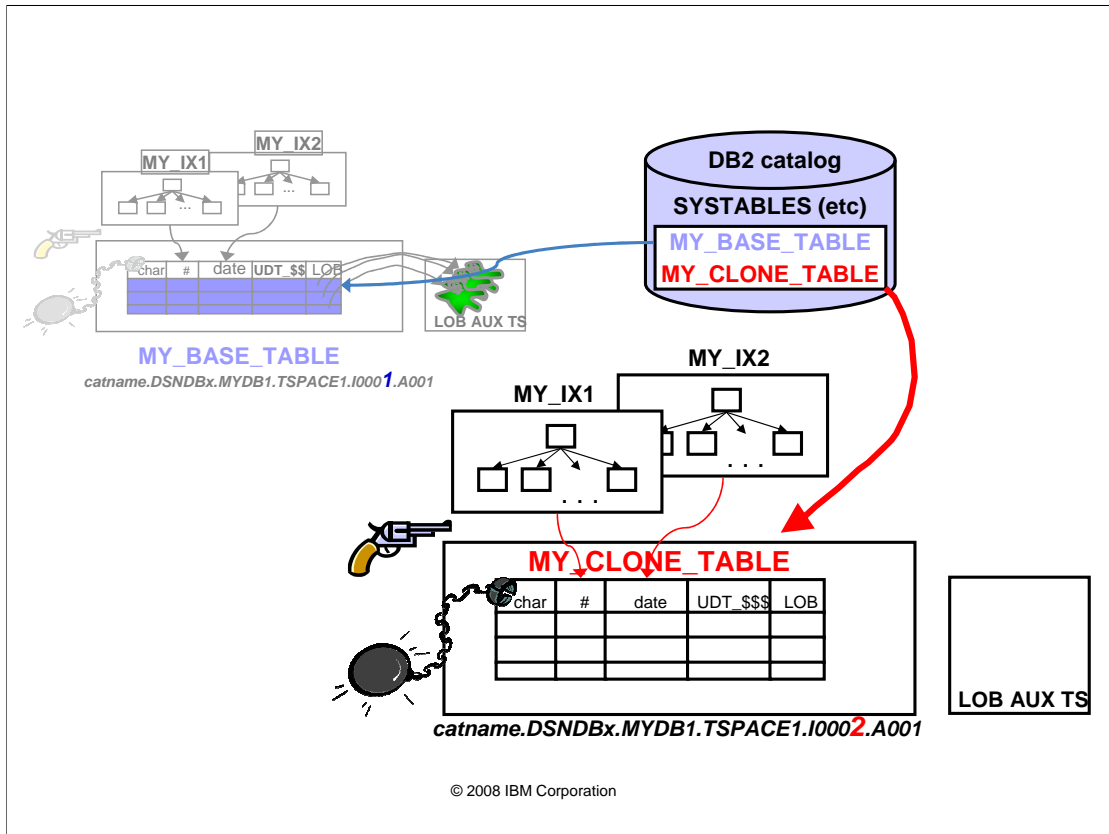 MY_IX2
MY_IX1
...
DB2 catalog
SYSTABLES (etc)
MY_BASE_TABLE
MY_CLONE_TABLE
char # date UDT_$$ LOB
LOB AUX TS
MY_BASE_TABLE
catname.DSNDBx.MYDB1.TSPACE1.I0001.A001
MY_IX2
MY_IX1
. . .
. . .
MY_CLONE_TABLE
char # date UDT_$$$ LOB
LOB AUX TS
catname.DSNDBx.MYDB1.TSPACE1.I0002.A001
© 2008 IBM Corporation